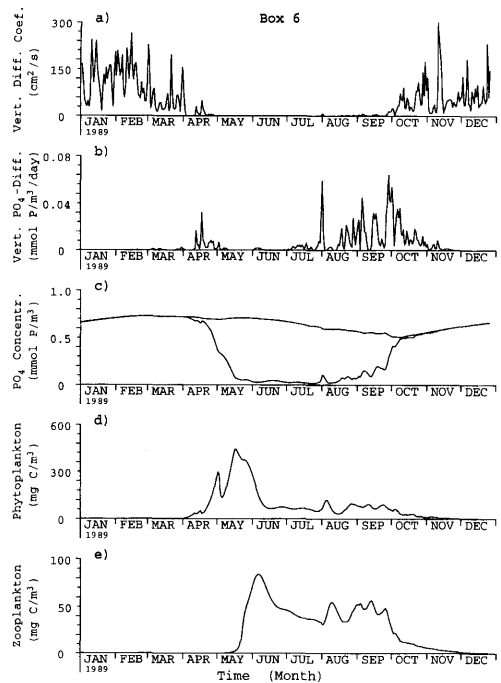 Box 6
a)
Vert. Diff. Coef.
(cm²/s)
300
150
0
JAN FEB MAR APR MAY JUN JUL AUG SEP OCT NOV DEC
1989
b)
Vert. PO₄-Diff.
(mmol P/m³/day)
0.08
0.04
0
JAN FEB MAR APR MAY JUN JUL AUG SEP OCT NOV DEC
1989
c)
PO₄ Concentr.
(mmol P/m³)
1.0
0.5
0
JAN FEB MAR APR MAY JUN JUL AUG SEP OCT NOV DEC
1989
d)
Phytoplankton
(mg C/m³)
600
300
0
JAN FEB MAR APR MAY JUN JUL AUG SEP OCT NOV DEC
1989
e)
Zooplankton
(mg C/m³)
100
50
0
JAN FEB MAR APR MAY JUN JUL AUG SEP OCT NOV DEC
1989
Time (Month)